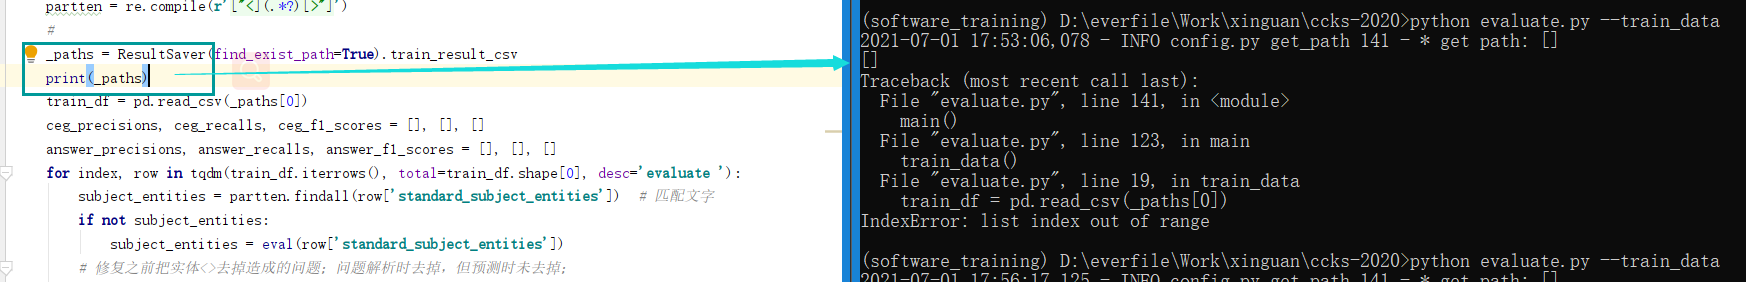 partten = re.compile(r'["<](.*?)[>"]')
#
_paths = ResultSaver(find_exist_path=True).train_result_csv
print(_paths)
train_df = pd.read_csv(_paths[0])
ceg_precisions, ceg_recalls, ceg_f1_scores = [], [], []
answer_precisions, answer_recalls, answer_f1_scores = [], [], []
for index, row in tqdm(train_df.iterrows(), total=train_df.shape[0], desc='evaluate '):
subject_entities = partten.findall(row['standard_subject_entities']) # 匹配文字
if not subject_entities:
subject_entities = eval(row['standard_subject_entities'])
# 修复之前把实体<>去掉造成的问题; 问题解析时去掉, 但预测时未去掉;
(software_training) D:\everfile\Work\xinguan\ccks-2020>python evaluate.py --train_data
2021-07-01 17:53:06,078 - INFO config.py get_path 141 - * get path: []
[]
Traceback (most recent call last):
File "evaluate.py", line 141, in <module>
main()
File "evaluate.py", line 123, in main
train_data()
File "evaluate.py", line 19, in train_data
train_df = pd.read_csv(_paths[0])
IndexError: list index out of range
(software_training) D:\everfile\Work\xinguan\ccks-2020>python evaluate.py --train_data
2021-07-01 17:56:17,125 - INFO config.py get_path 141 - * get path: []